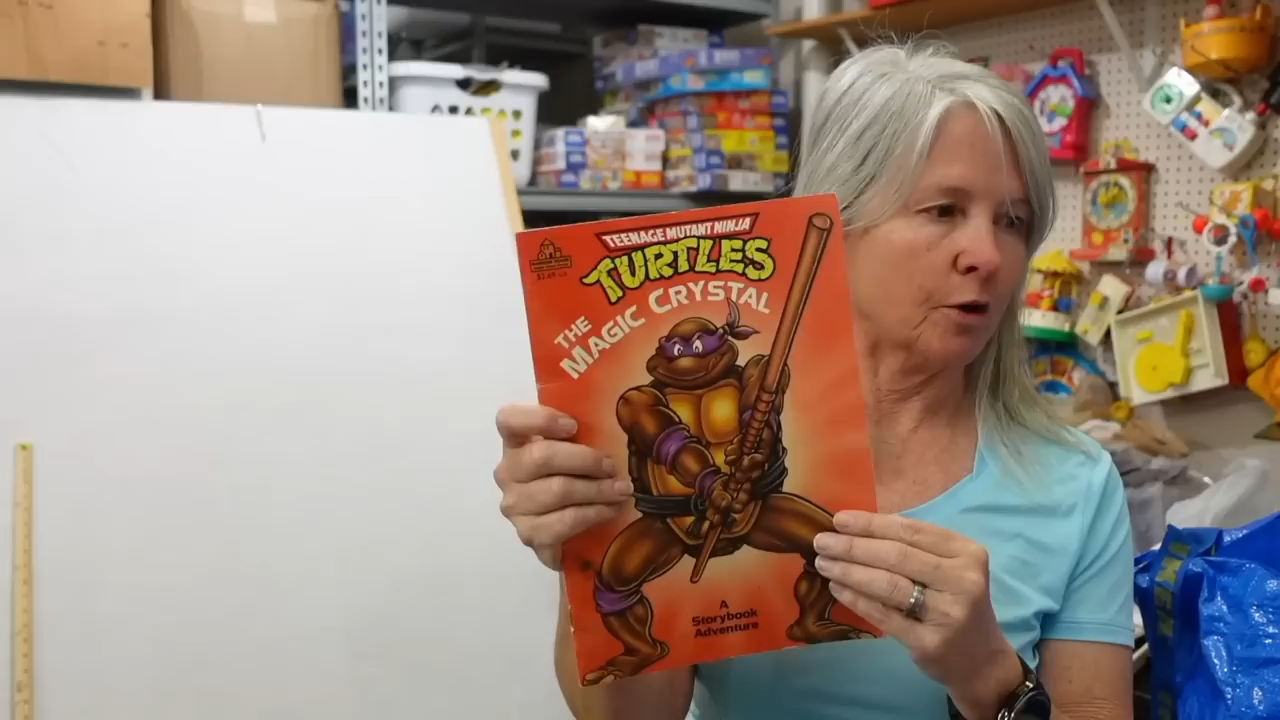 TEENAGE MUTANT NINJA
TURTLES
THE
MAGIC CRYSTAL
A
Storybook
Adventure